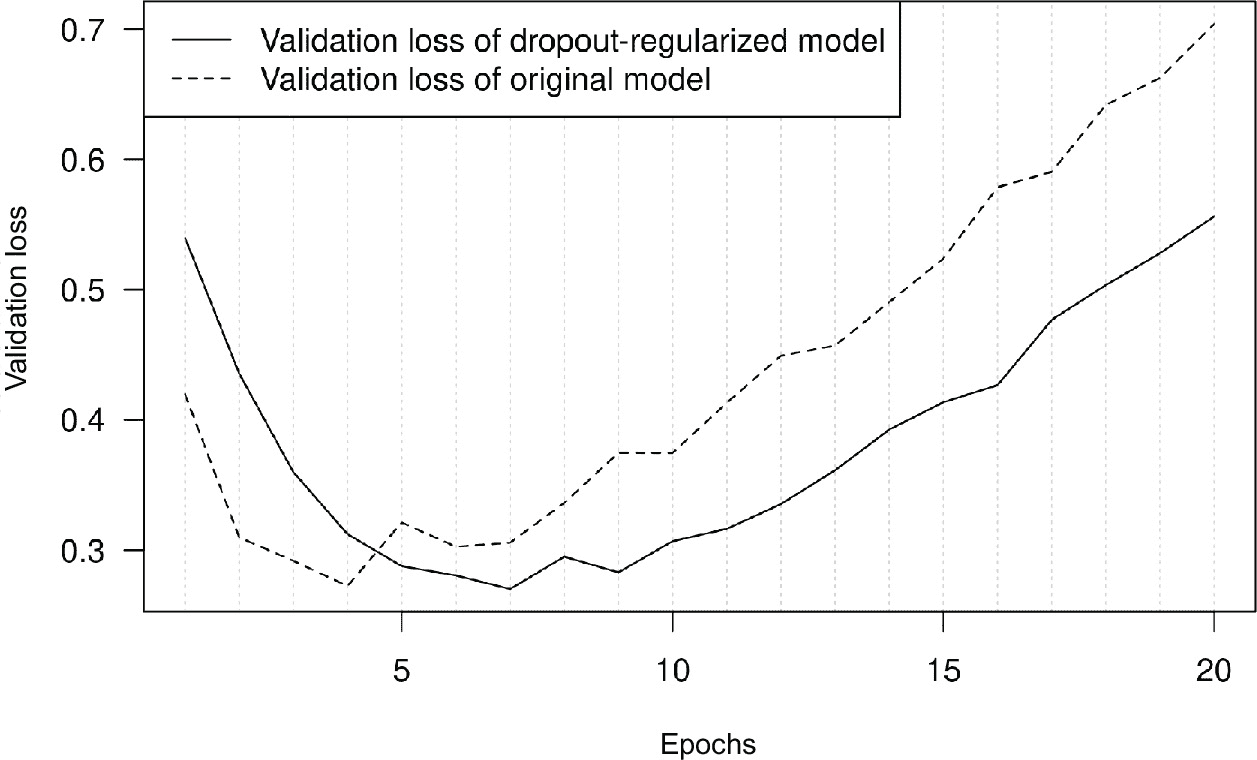 Validation loss of dropout-regularized model
Validation loss of original model
0.7
0.6
0.5
0.4
0.3
Validation loss
5 10 15 20
Epochs